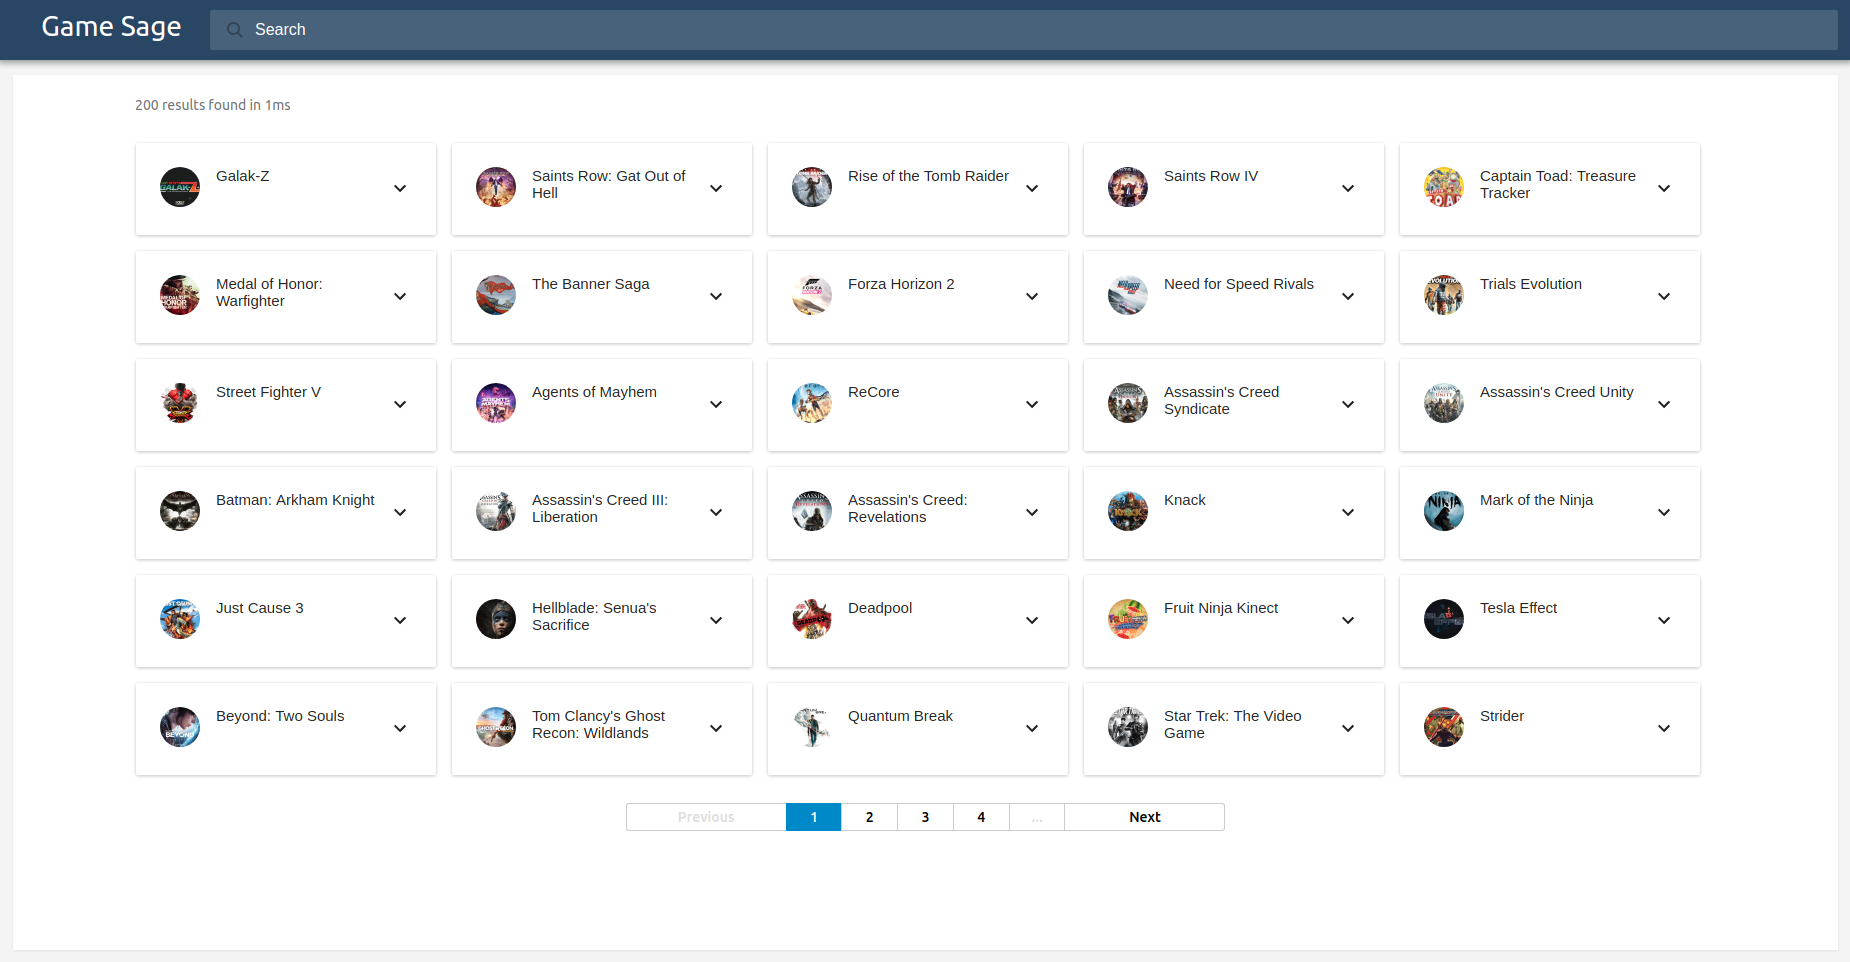 Game Sage
Search
200 results found in 1ms
Galak-Z
Saints Row: Gat Out of
Hell
Rise of the Tomb Raider
Saints Row IV
Captain Toad: Treasure
Tracker
Medal of Honor:
Warfighter
The Banner Saga
Forza Horizon 2
Need for Speed Rivals
Trials Evolution
Street Fighter V
Agents of Mayhem
ReCore
Assassin's Creed
Syndicate
Assassin's Creed Unity
Batman: Arkham Knight
Assassin's Creed III:
Liberation
Assassin's Creed:
Revelations
Knack
Mark of the Ninja
Just Cause 3
Hellblade: Senua's
Sacrifice
Deadpool
Fruit Ninja Kinect
Tesla Effect
Beyond: Two Souls
Tom Clancy's Ghost
Recon: Wildlands
Quantum Break
Star Trek: The Video
Game
Strider
Previous
1
2
3
4
...
Next